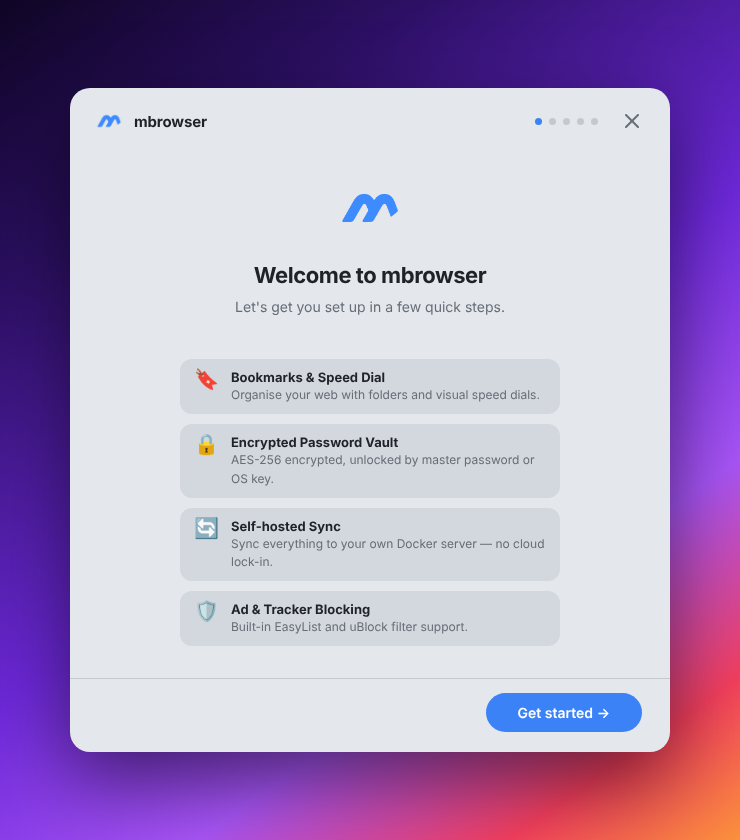 mbrowser
Welcome to mbrowser
Let's get you set up in a few quick steps.
Bookmarks & Speed Dial
Organise your web with folders and visual speed dials.
Encrypted Password Vault
AES-256 encrypted, unlocked by master password or
OS key.
Self-hosted Sync
Sync everything to your own Docker server — no cloud
lock-in.
Ad & Tracker Blocking
Built-in EasyList and uBlock filter support.
Get started →